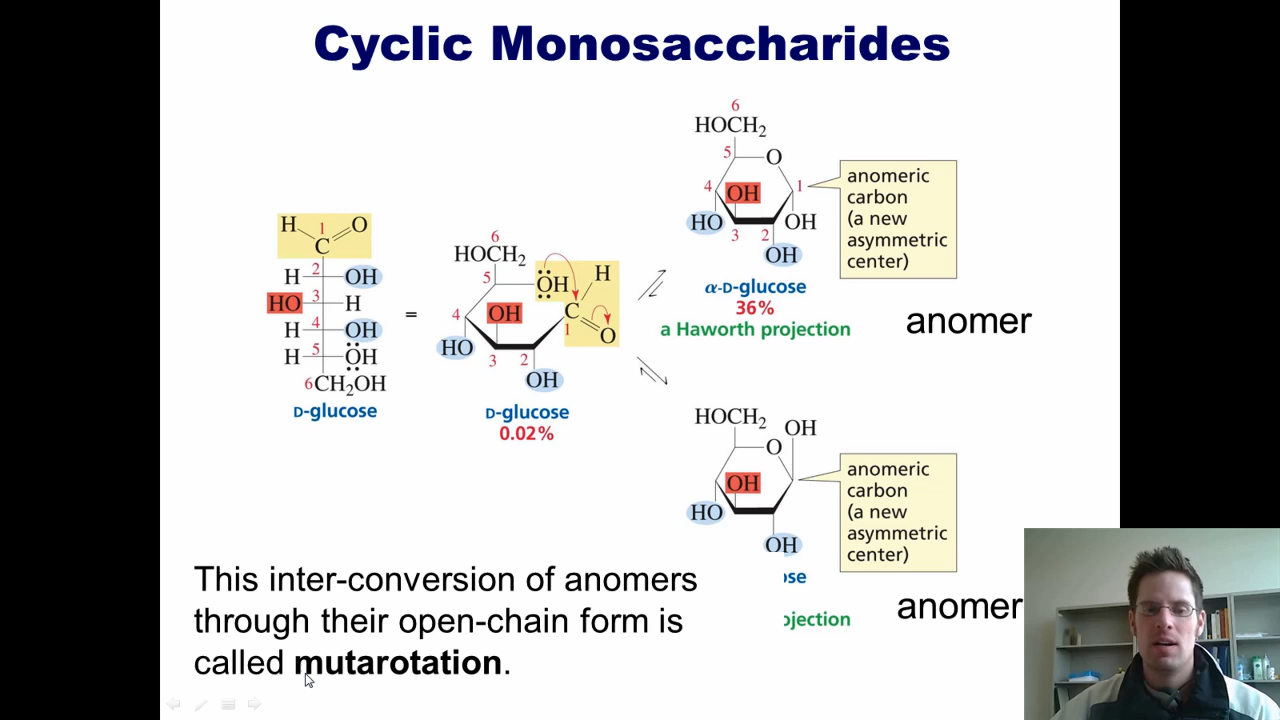 Cyclic Monosaccharides
6
HOCH2
5
O
4
OH
1
HO
OH
3
2
OH
α-D-glucose
36%
a Haworth projection
anomeric
carbon
(a new
asymmetric
center)
anomer
H
1
O
C
2
H
OH
HO
3
H
4
H
OH
5
H
OH
6CH2OH
D-glucose
=
6
HOCH2
5
OH
H
4
OH
C
1
O
HO
3
2
OH
D-glucose
0.02%
HOCH2
OH
O
OH
HO
OH
ose
ojection
anomeric
carbon
(a new
asymmetric
center)
anomer
This inter-conversion of anomers
through their open-chain form is
called mutarotation.